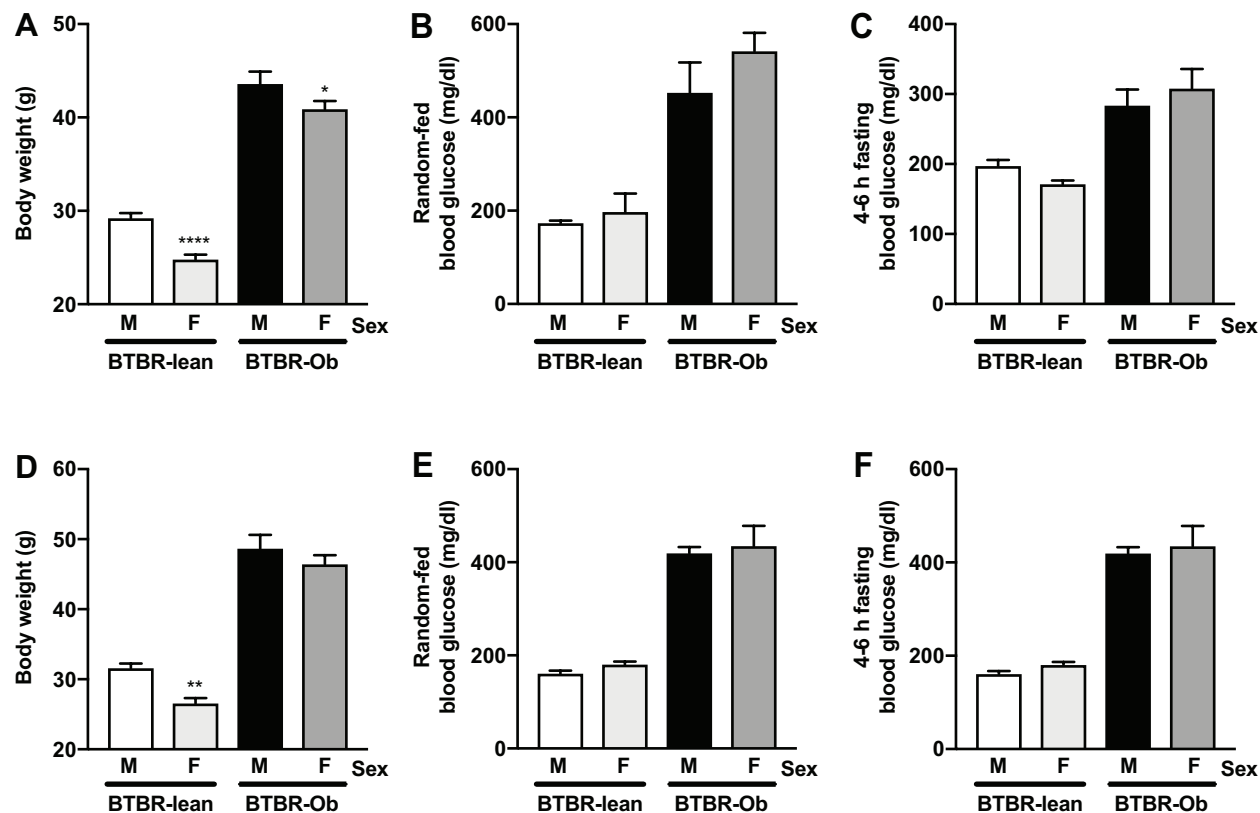 A
Body weight (g)
50
40
30
20
****
*
M F M F Sex
BTBR-lean BTBR-Ob
B
Random-fed
blood glucose (mg/dl)
600
400
200
0
M F M F Sex
BTBR-lean BTBR-Ob
C
4-6 h fasting
blood glucose (mg/dl)
400
300
200
100
0
M F M F Sex
BTBR-lean BTBR-Ob
D
Body weight (g)
60
50
40
30
20
**
M F M F Sex
BTBR-lean BTBR-Ob
E
Random-fed
blood glucose (mg/dl)
600
400
200
0
M F M F Sex
BTBR-lean BTBR-Ob
F
4-6 h fasting
blood glucose (mg/dl)
600
400
200
0
M F M F Sex
BTBR-lean BTBR-Ob